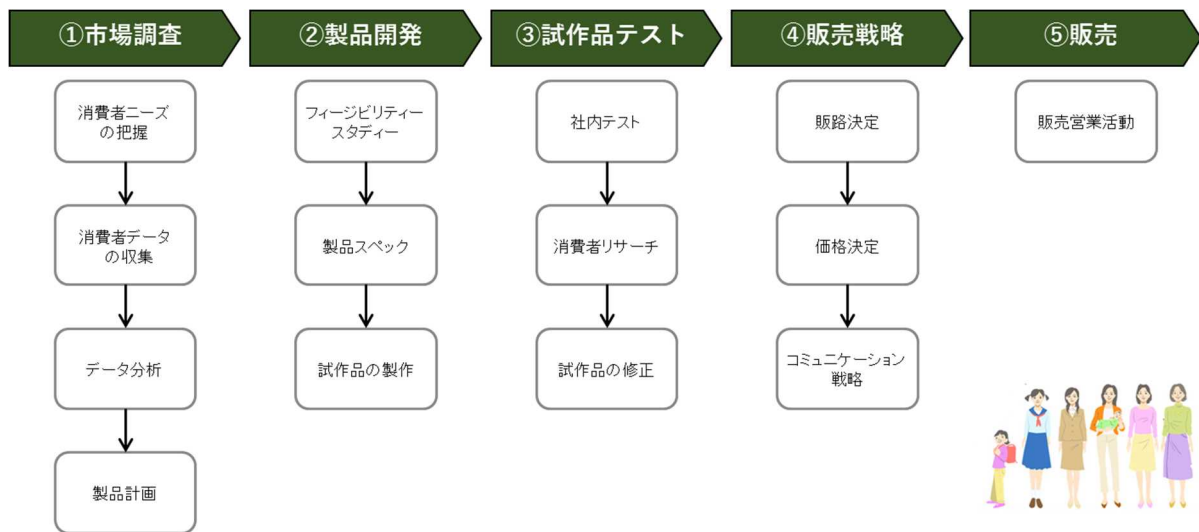 ①市場調査
消費者ニーズ
の把握
消費者データ
の収集
データ分析
製品計画
②製品開発
フィージビリティー
スタディー
製品スペック
試作品の製作
③試作品テスト
社内テスト
消費者リサーチ
試作品の修正
④販売戦略
販路決定
価格決定
コミュニケーション
戦略
⑤販売
販売営業活動